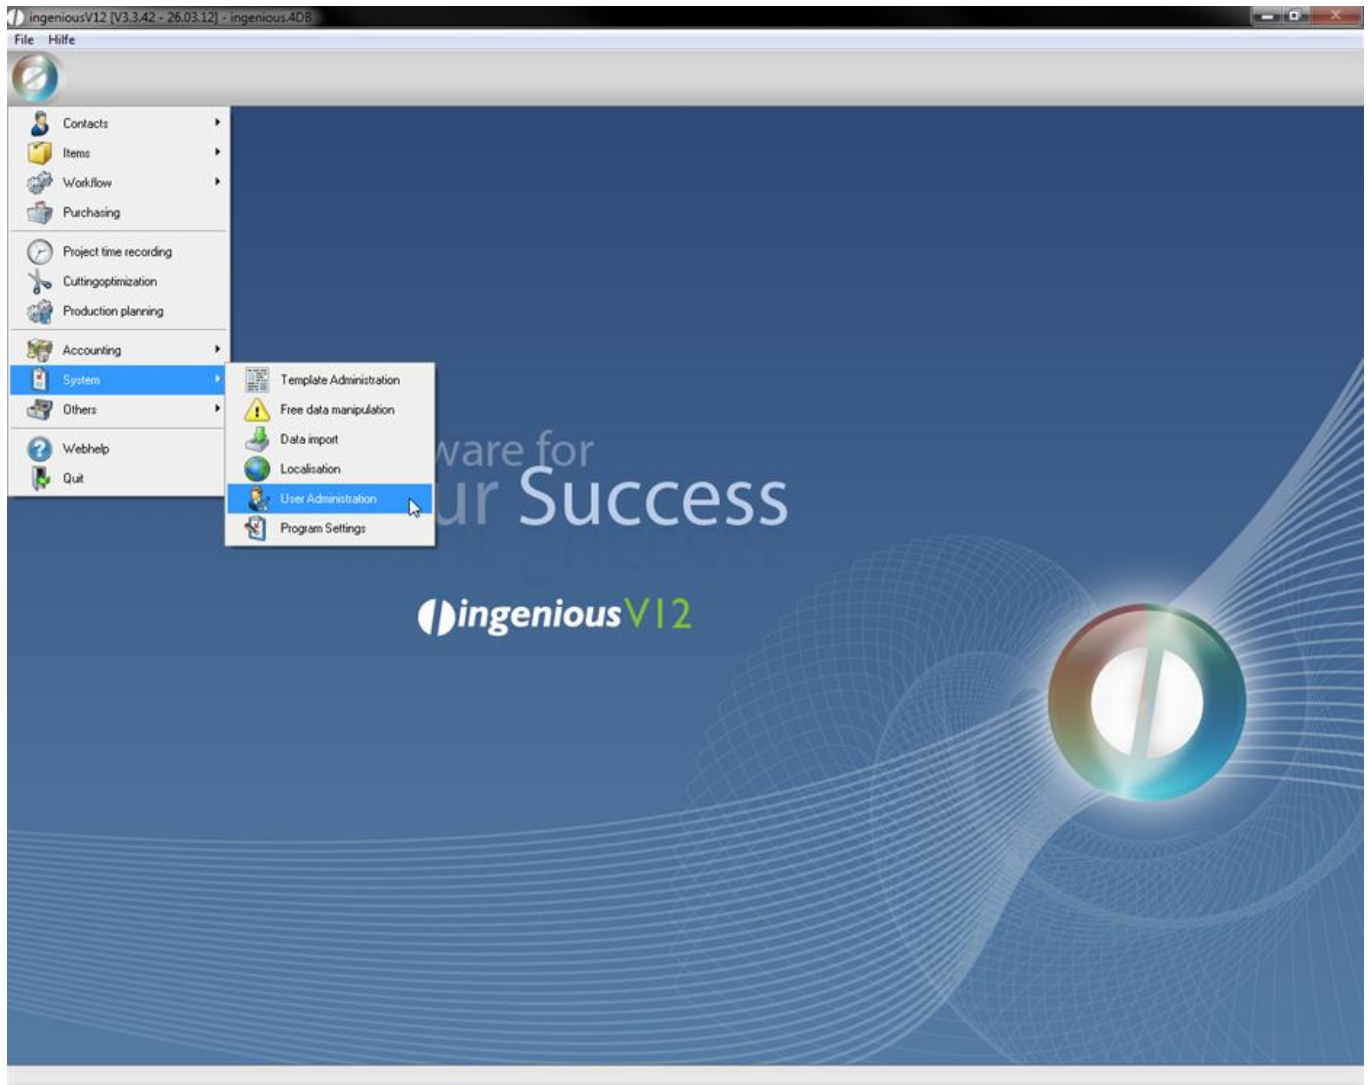 ingeniousV12 [V3.3.42 - 26.03.12] - ingenious.4DB
File Hilfe
Contacts
Items
Workflow
Purchasing
Project time recording
Cuttingoptimization
Production planning
Accounting
System
Others
Webhelp
Quit
Template Administration
Free data manipulation
Data import
Localisation
User Administration
Program Settings
ware for
ur Success
ingeniousV12